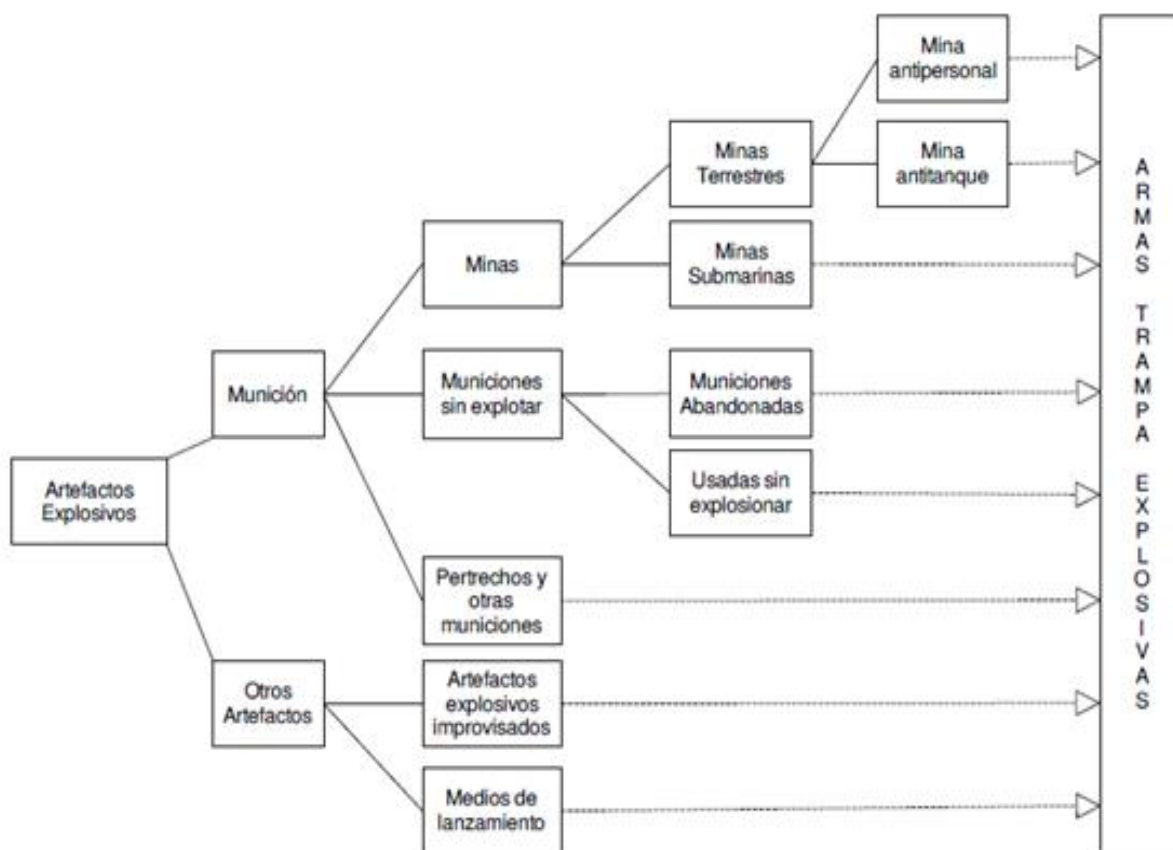 Mina
antipersonal
Minas
Terrestres
Mina
antitanque
Minas
Minas
Submarinas
Munición
Municiones
sin explotar
Municiones
Abandonadas
Artefactos
Explosivos
Usadas sin
explosionar
Pertrechos y
otras
municiones
Otros
Artefactos
Artefactos
explosivos
improvisados
Medios de
lanzamiento
ARMAS TRAMPA EXPLOSIVAS